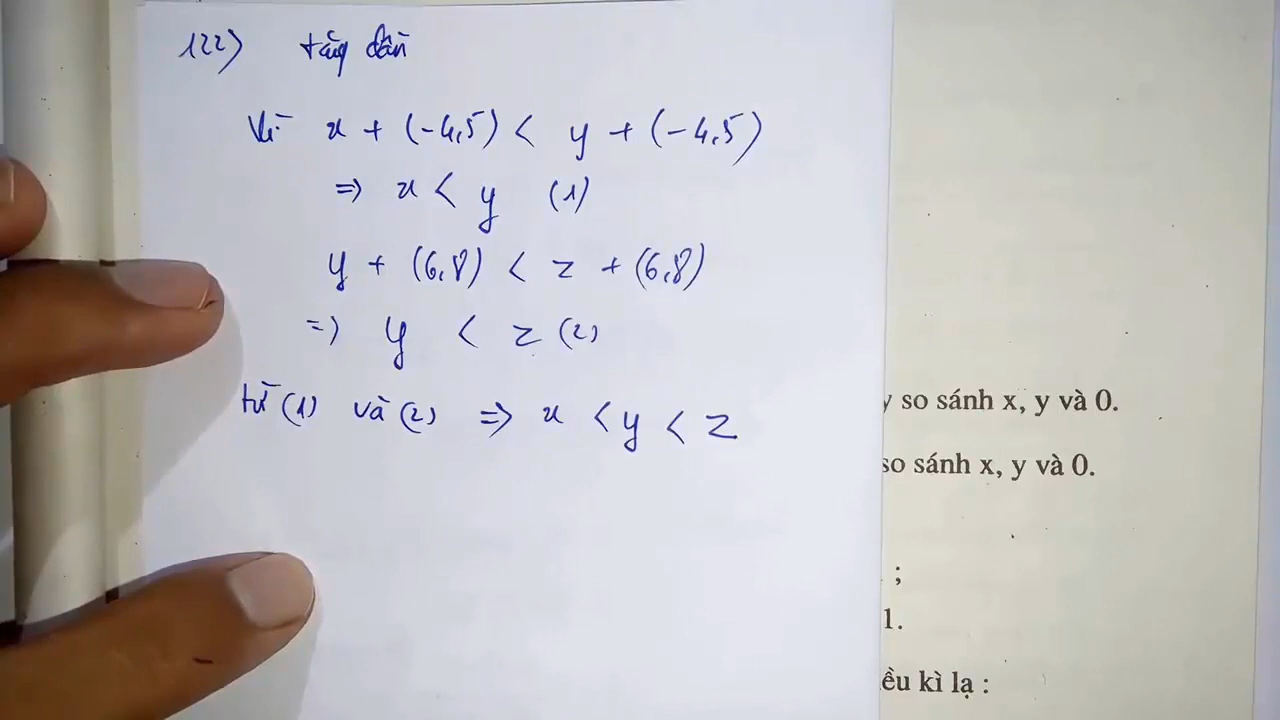 122) tăng dần
Vì x + (-4,5) < y + (-4,5)
=> x < y (1)
y + (6,8) < z + (6,8)
=> y < z (2)
từ (1) và (2) => x < y < z
y so sánh x, y và 0.
so sánh x, y và 0.
;
1.
ều kì lạ :